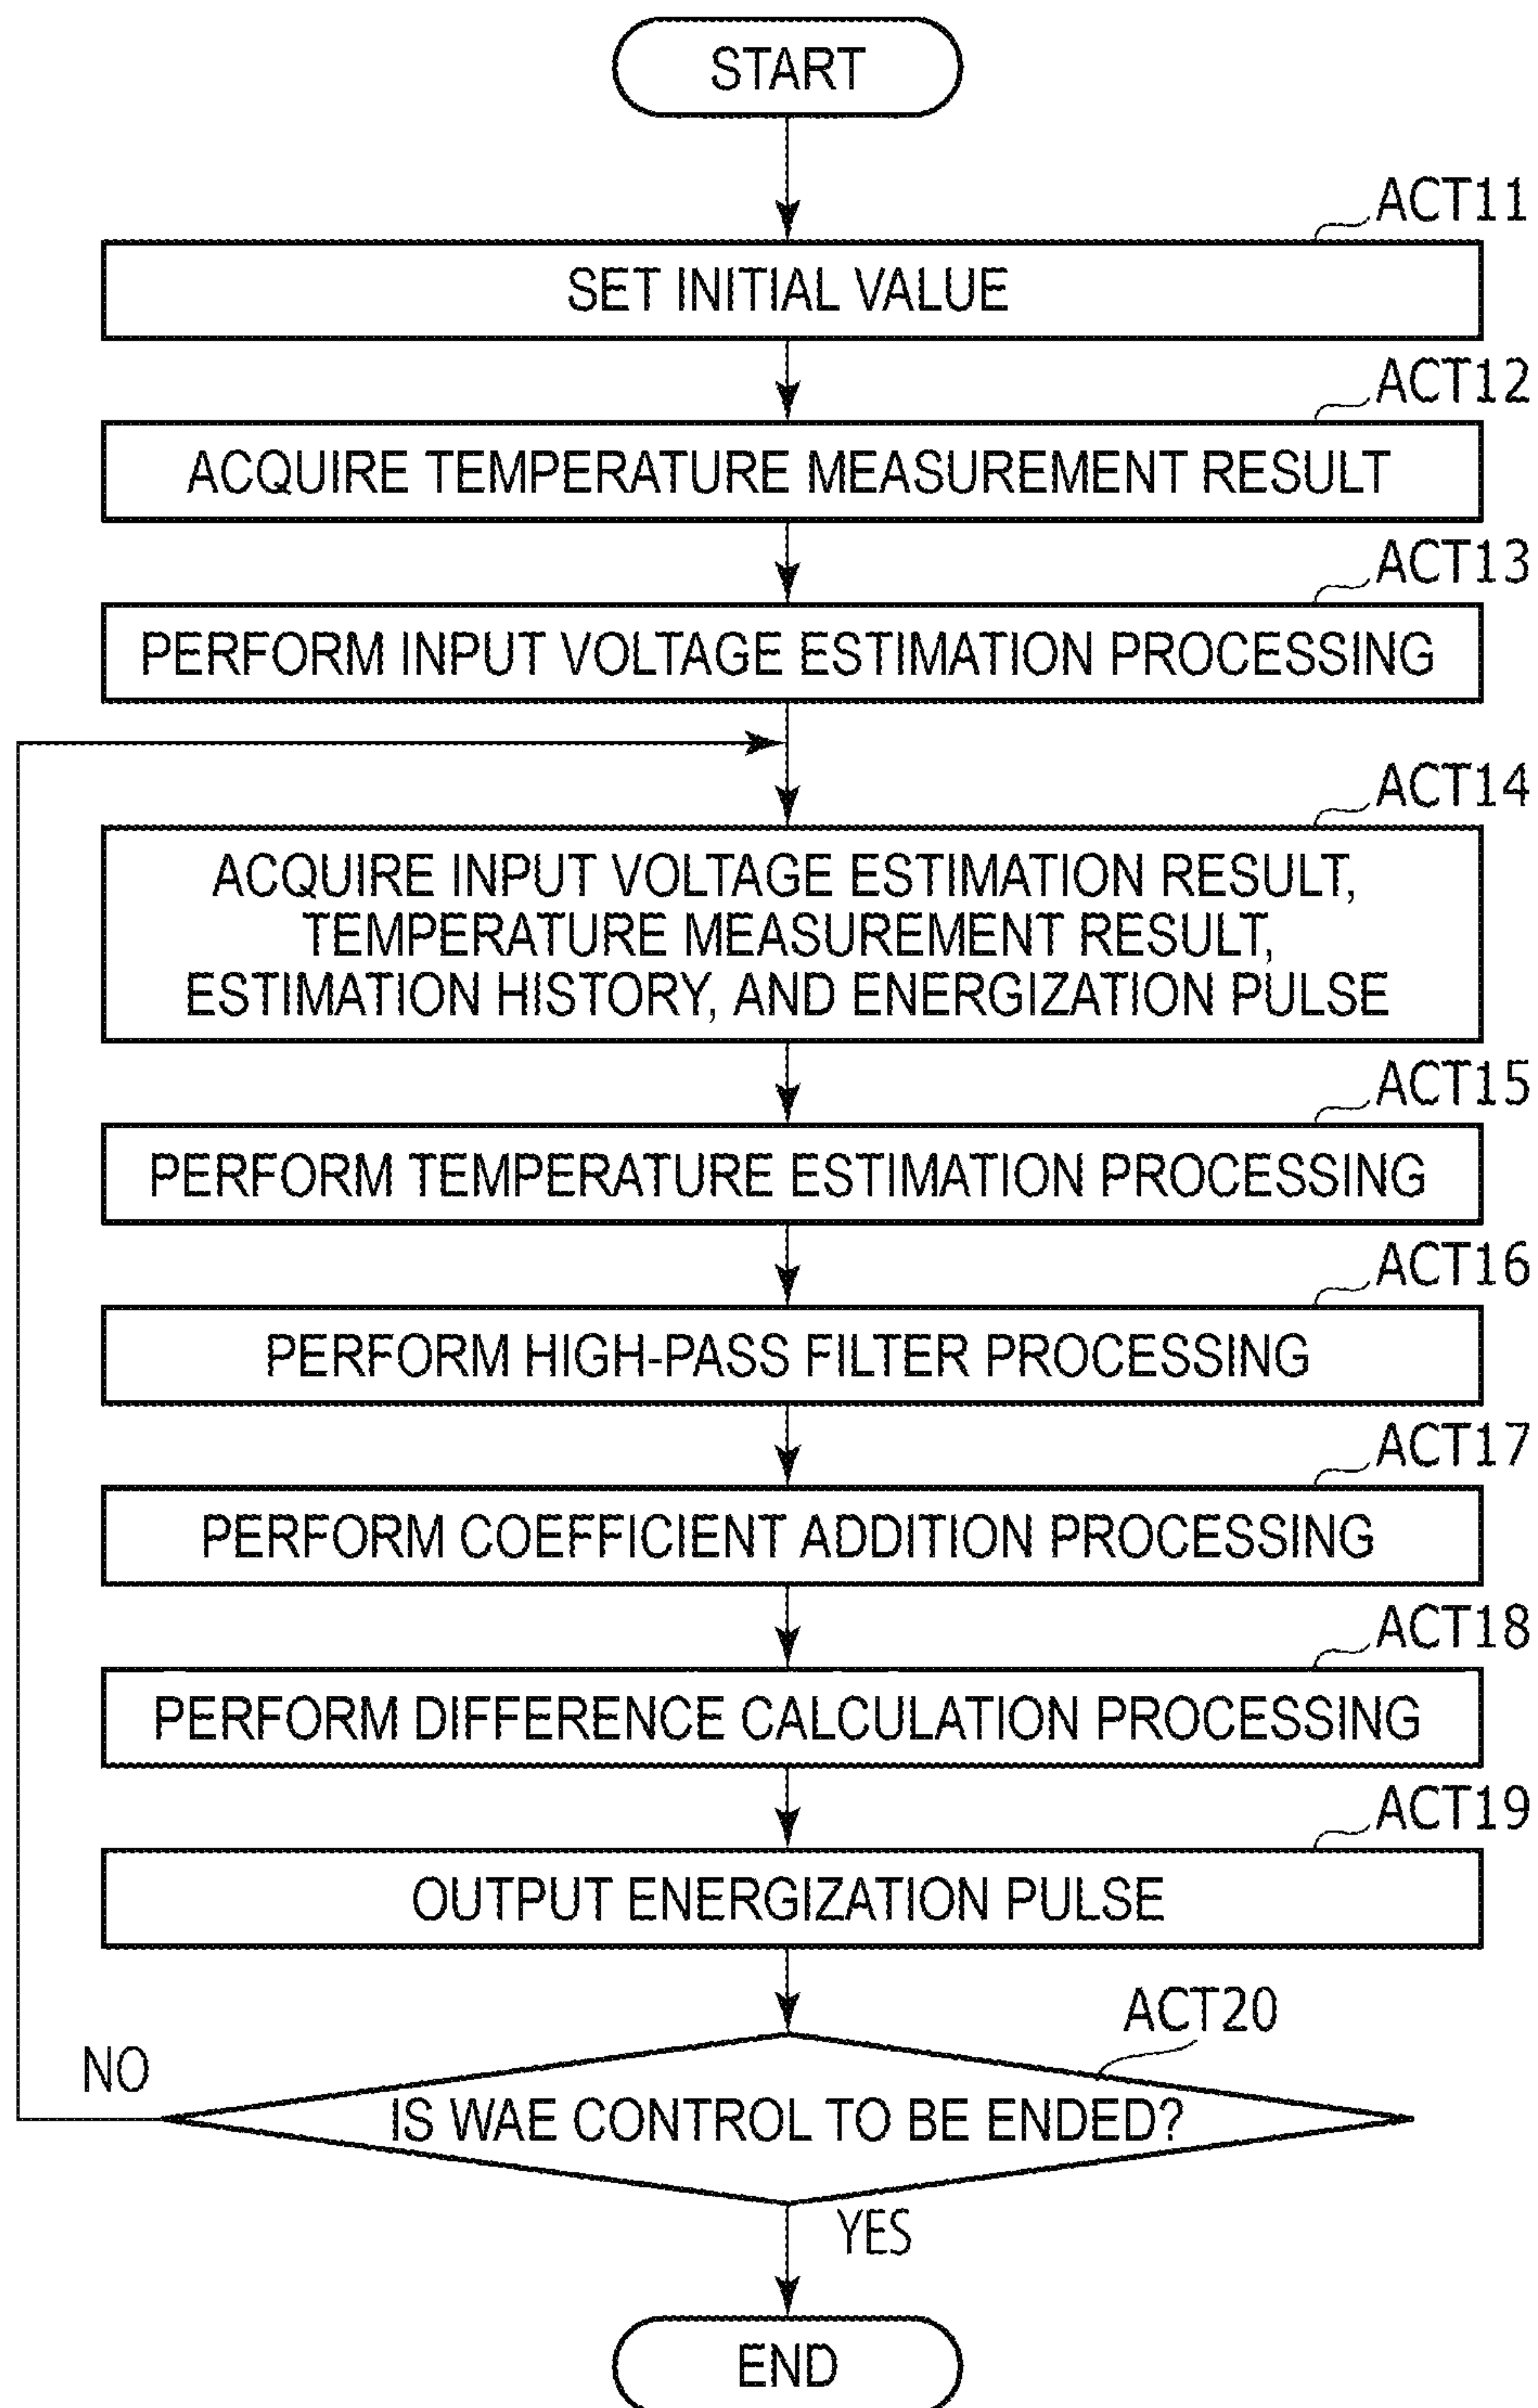 START
ACT11
SET INITIAL VALUE
ACT12
ACQUIRE TEMPERATURE MEASUREMENT RESULT
ACT13
PERFORM INPUT VOLTAGE ESTIMATION PROCESSING
ACT14
ACQUIRE INPUT VOLTAGE ESTIMATION RESULT,
TEMPERATURE MEASUREMENT RESULT,
ESTIMATION HISTORY, AND ENERGIZATION PULSE
ACT15
PERFORM TEMPERATURE ESTIMATION PROCESSING
ACT16
PERFORM HIGH-PASS FILTER PROCESSING
ACT17
PERFORM COEFFICIENT ADDITION PROCESSING
ACT18
PERFORM DIFFERENCE CALCULATION PROCESSING
ACT19
OUTPUT ENERGIZATION PULSE
ACT20
NO
IS WAE CONTROL TO BE ENDED?
YES
END